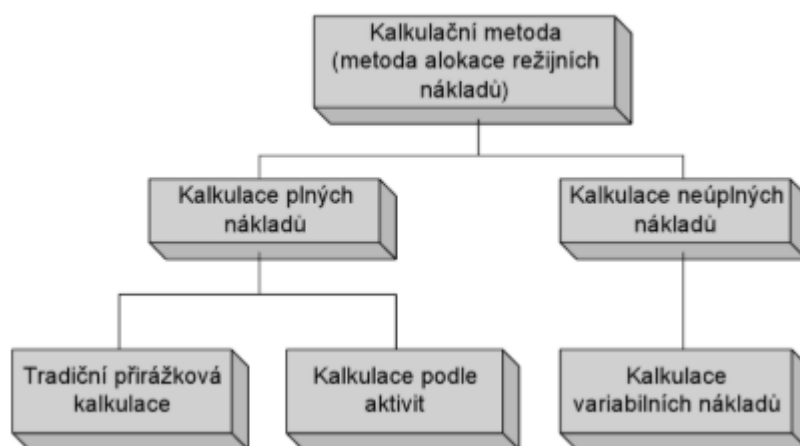 Kalkulační metoda
(metoda alokace režijních
nákladů)
Kalkulace plných
nákladů
Kalkulace neúplných
nákladů
Tradiční přirážková
kalkulace
Kalkulace podle
aktivit
Kalkulace
variabilních nákladů